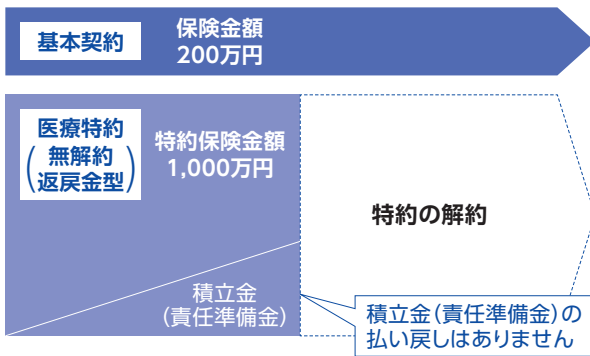 基本契約
保険金額
200万円
医療特約
(無解約
返戻金型)
特約保険金額
1,000万円
特約の解約
積立金
(責任準備金)
積立金(責任準備金)の
払い戻しはありません